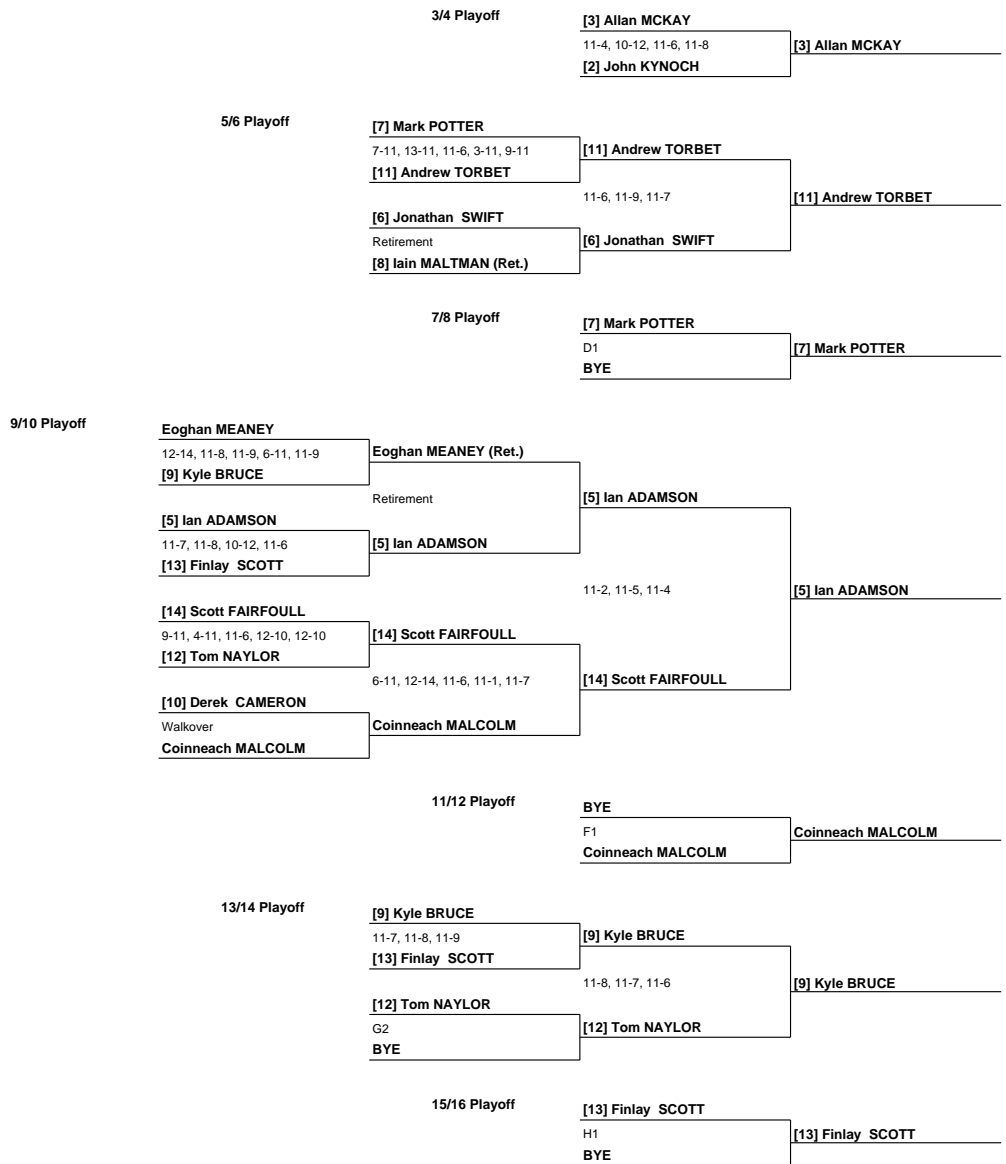 3/4 Playoff
[3] Allan MCKAY
11-4, 10-12, 11-6, 11-8
[3] Allan MCKAY
[2] John KYNOCH
5/6 Playoff
[7] Mark POTTER
7-11, 13-11, 11-6, 3-11, 9-11
[11] Andrew TORBET
[11] Andrew TORBET
11-6, 11-9, 11-7
[11] Andrew TORBET
[6] Jonathan SWIFT
Retirement
[6] Jonathan SWIFT
[8] Iain MALTMAN (Ret.)
7/8 Playoff
[7] Mark POTTER
D1
[7] Mark POTTER
BYE
9/10 Playoff
Eoghan MEANEY
12-14, 11-8, 11-9, 6-11, 11-9
Eoghan MEANEY (Ret.)
[9] Kyle BRUCE
Retirement
[5] Ian ADAMSON
[5] Ian ADAMSON
11-7, 11-8, 10-12, 11-6
[5] Ian ADAMSON
[13] Finlay SCOTT
11-2, 11-5, 11-4
[5] Ian ADAMSON
[14] Scott FAIRFOULL
9-11, 4-11, 11-6, 12-10, 12-10
[14] Scott FAIRFOULL
[12] Tom NAYLOR
6-11, 12-14, 11-6, 11-1, 11-7
[14] Scott FAIRFOULL
[10] Derek CAMERON
Walkover
Coinneach MALCOLM
Coinneach MALCOLM
11/12 Playoff
BYE
F1
Coinneach MALCOLM
Coinneach MALCOLM
13/14 Playoff
[9] Kyle BRUCE
11-7, 11-8, 11-9
[9] Kyle BRUCE
[13] Finlay SCOTT
11-8, 11-7, 11-6
[9] Kyle BRUCE
[12] Tom NAYLOR
G2
[12] Tom NAYLOR
BYE
15/16 Playoff
[13] Finlay SCOTT
H1
[13] Finlay SCOTT
BYE